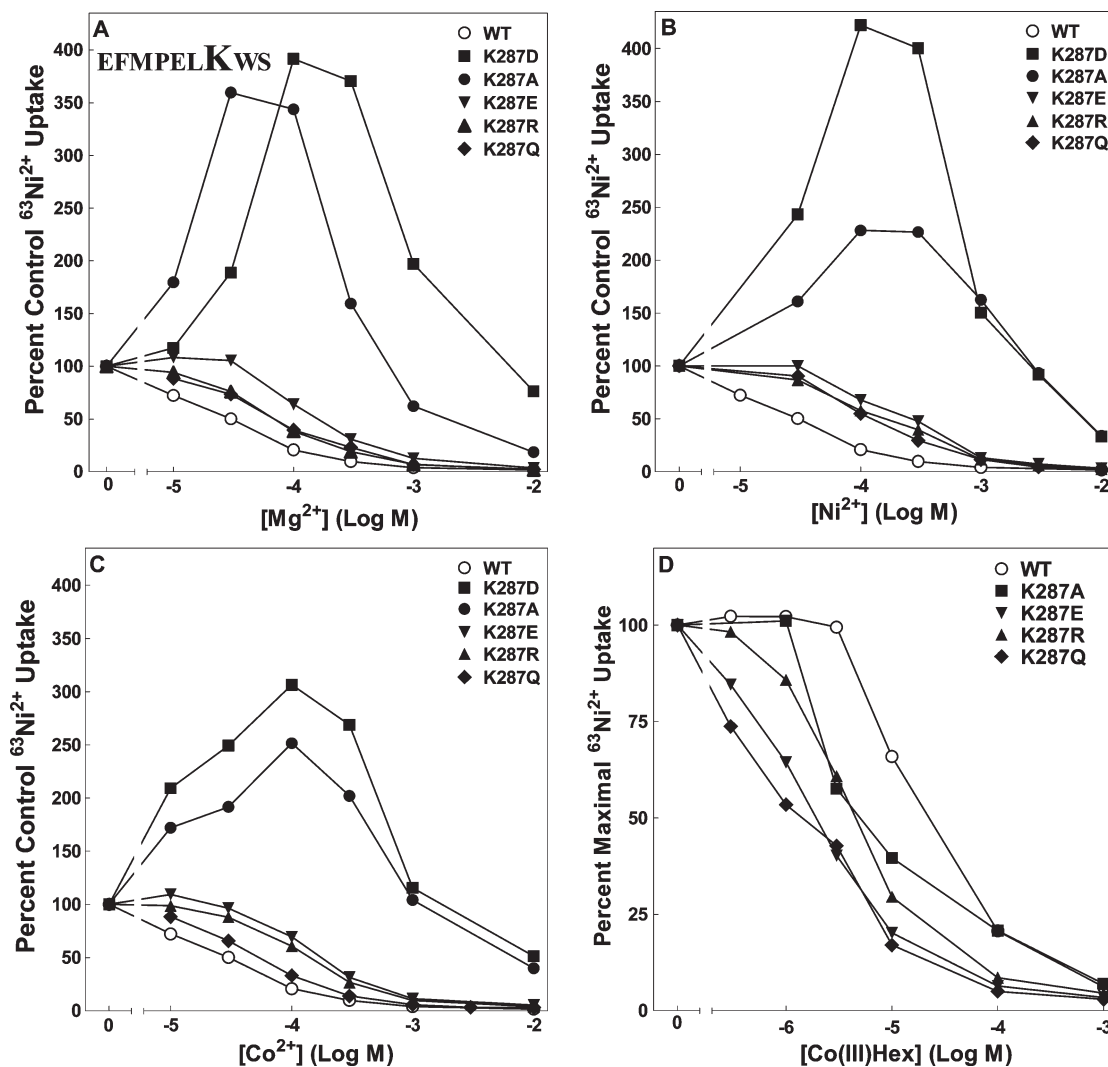 A
EFMPELKWS
WT
K287D
K287A
K287E
K287R
K287Q
Percent Control ⁶³Ni²⁺ Uptake
400
350
300
250
200
150
100
50
0
0 -5 -4 -3 -2
[Mg²⁺] (Log M)
B
WT
K287D
K287A
K287E
K287R
K287Q
Percent Control ⁶³Ni²⁺ Uptake
400
350
300
250
200
150
100
50
0
0 -5 -4 -3 -2
[Ni²⁺] (Log M)
C
WT
K287D
K287A
K287E
K287R
K287Q
Percent Control ⁶³Ni²⁺ Uptake
400
350
300
250
200
150
100
50
0
0 -5 -4 -3 -2
[Co²⁺] (Log M)
D
WT
K287A
K287E
K287R
K287Q
Percent Maximal ⁶³Ni²⁺ Uptake
100
75
50
25
0
0 -6 -5 -4 -3
[Co(III)Hex] (Log M)